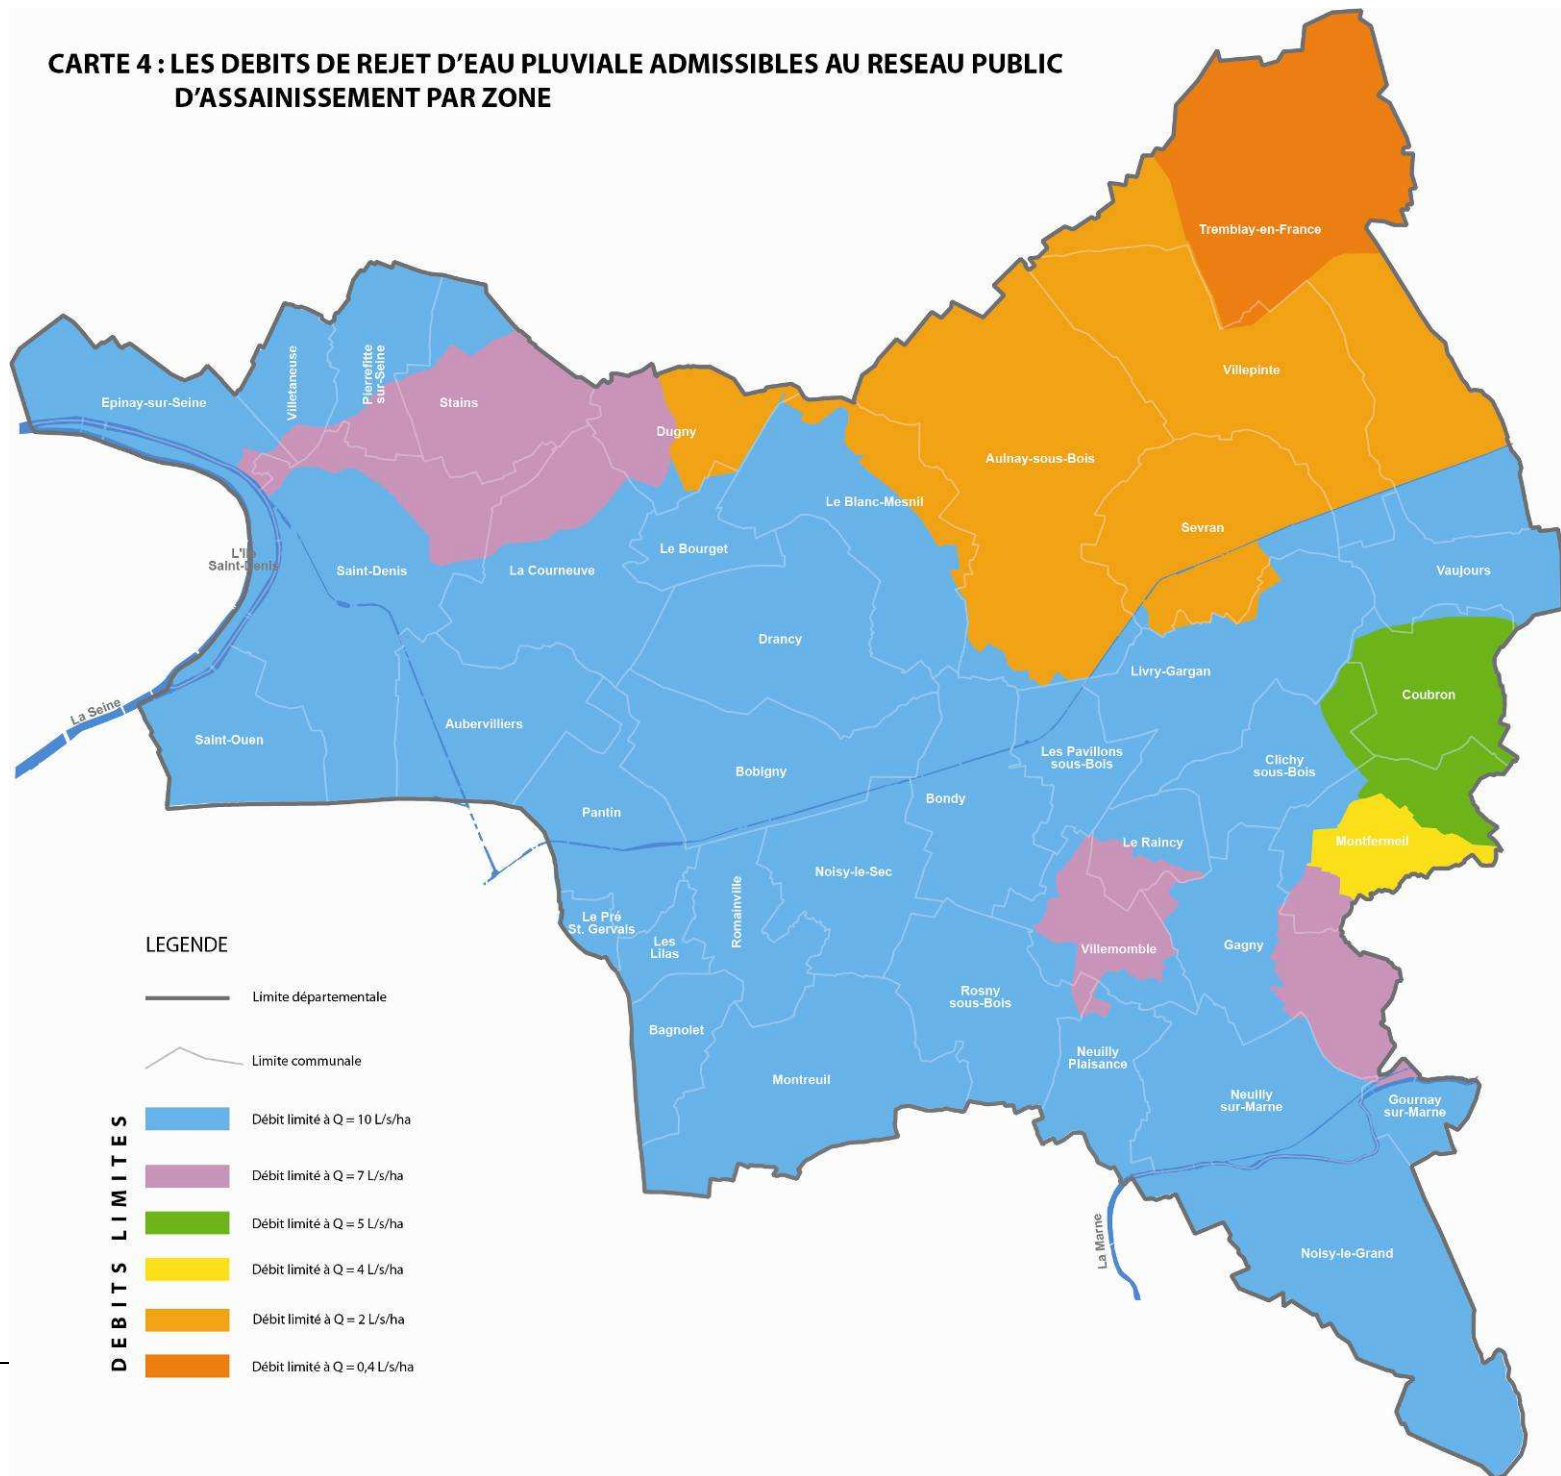 CARTE 4 : LES DEBITS DE REJET D'EAU PLUVIALE ADMISSIBLES AU RESEAU PUBLIC
D'ASSAINISSEMENT PAR ZONE
Tremblay-en-France
Villepinte
Epinay-sur-Seine
Villetaneuse
Pierrefitte
sur-Seine
Stains
Dugny
Aulnay-sous-Bois
Le Blanc-Mesnil
Sevran
L'Ile
Saint-Denis
Saint-Denis
La Courneuve
Le Bourget
Vaujours
Drancy
Livry-Gargan
Coubron
La Seine
Saint-Ouen
Aubervilliers
Bobigny
Les Pavillons
sous-Bois
Clichy
sous-Bois
Pantin
Bondy
Le Raincy
Montfermeil
Noisy-le-Sec
Romainville
Le Pré
St. Gervais
Les
Lilas
Villemomble
Gagny
Rosny
sous-Bois
Bagnolet
Neuilly
Plaisance
Montreuil
Neuilly
sur-Marne
Gournay
sur-Marne
La Marne
Noisy-le-Grand
LEGENDE
Limite départementale
Limite communale
DEBITS LIMITES
Débit limité à Q = 10 L/s/ha
Débit limité à Q = 7 L/s/ha
Débit limité à Q = 5 L/s/ha
Débit limité à Q = 4 L/s/ha
Débit limité à Q = 2 L/s/ha
Débit limité à Q = 0,4 L/s/ha